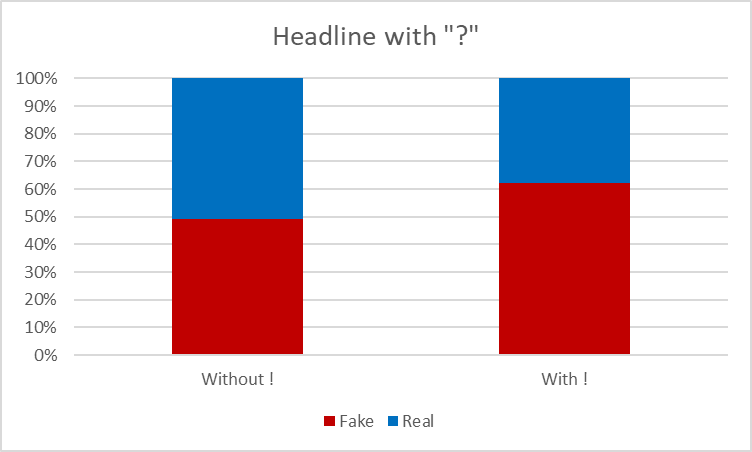 Headline with "?"
100%
90%
80%
70%
60%
50%
40%
30%
20%
10%
0%
Without !
With !
Fake
Real